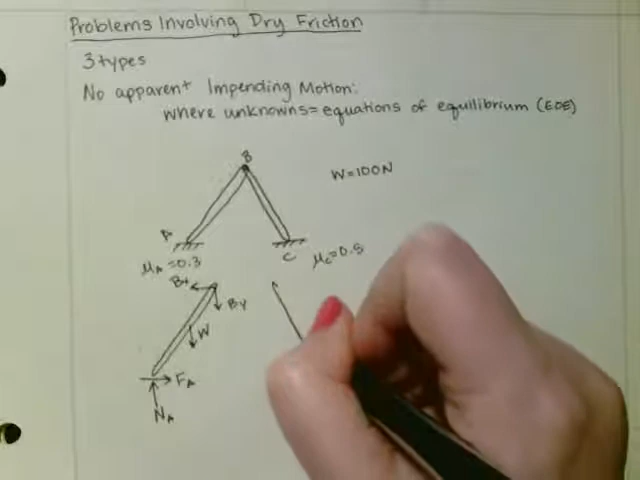 Problems Involving Dry Friction
3 types
No apparent Impending Motion:
where unknowns = equations of equilibrium (EOE)
B
W=100N
A
C
μA=0.3
μC=0.5
Bx
By
W
FA
NA